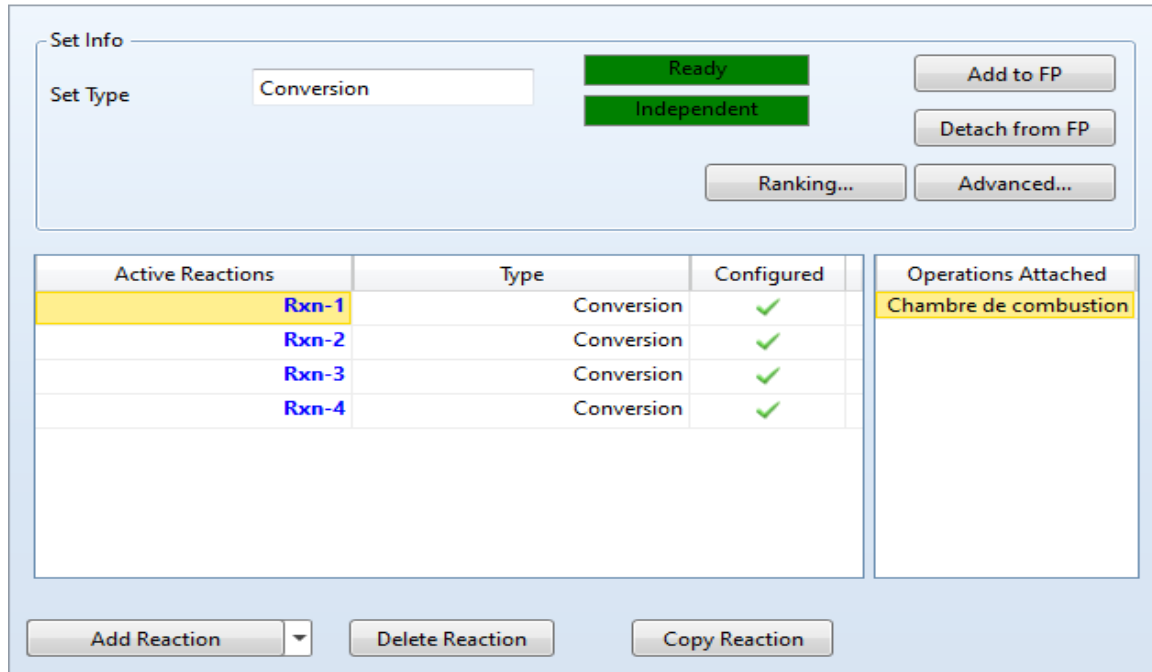 Set Info
Set Type
Conversion
Ready
Independent
Add to FP
Detach from FP
Ranking...
Advanced...
Active Reactions Type Configured
Rxn-1 Conversion
Rxn-2 Conversion
Rxn-3 Conversion
Rxn-4 Conversion
Operations Attached
Chambre de combustion
Add Reaction
Delete Reaction
Copy Reaction